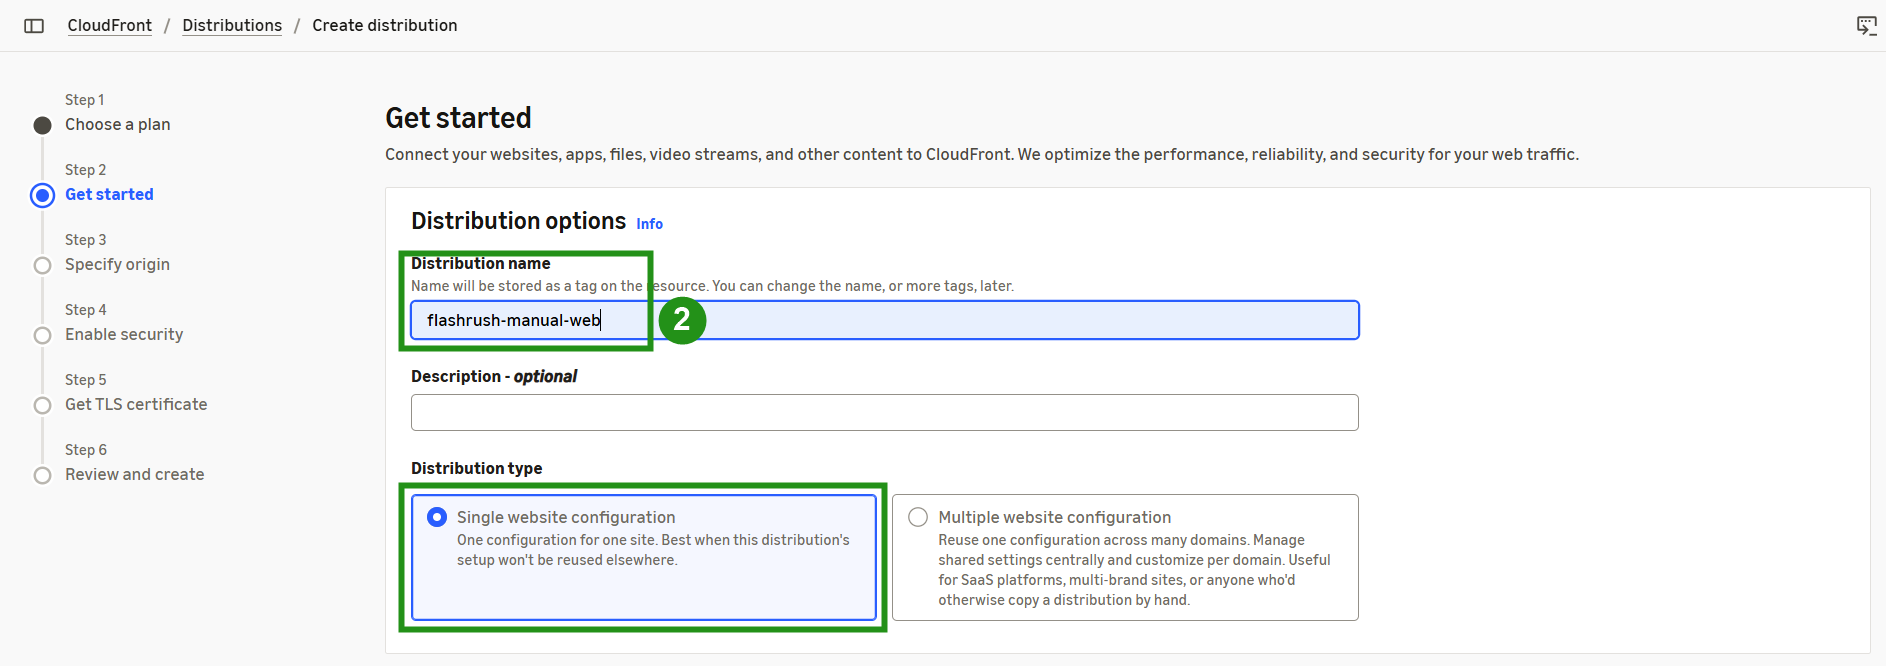 CloudFront / Distributions / Create distribution
Step 1
Choose a plan
Step 2
Get started
Step 3
Specify origin
Step 4
Enable security
Step 5
Get TLS certificate
Step 6
Review and create
Get started
Connect your websites, apps, files, video streams, and other content to CloudFront. We optimize the performance, reliability, and security for your web traffic.
Distribution options Info
Distribution name
Name will be stored as a tag on the resource. You can change the name, or more tags, later.
flashrush-manual-web
2
Description - optional
Distribution type
Single website configuration
One configuration for one site. Best when this distribution's
setup won't be reused elsewhere.
Multiple website configuration
Reuse one configuration across many domains. Manage
shared settings centrally and customize per domain. Useful
for SaaS platforms, multi-brand sites, or anyone who'd
otherwise copy a distribution by hand.